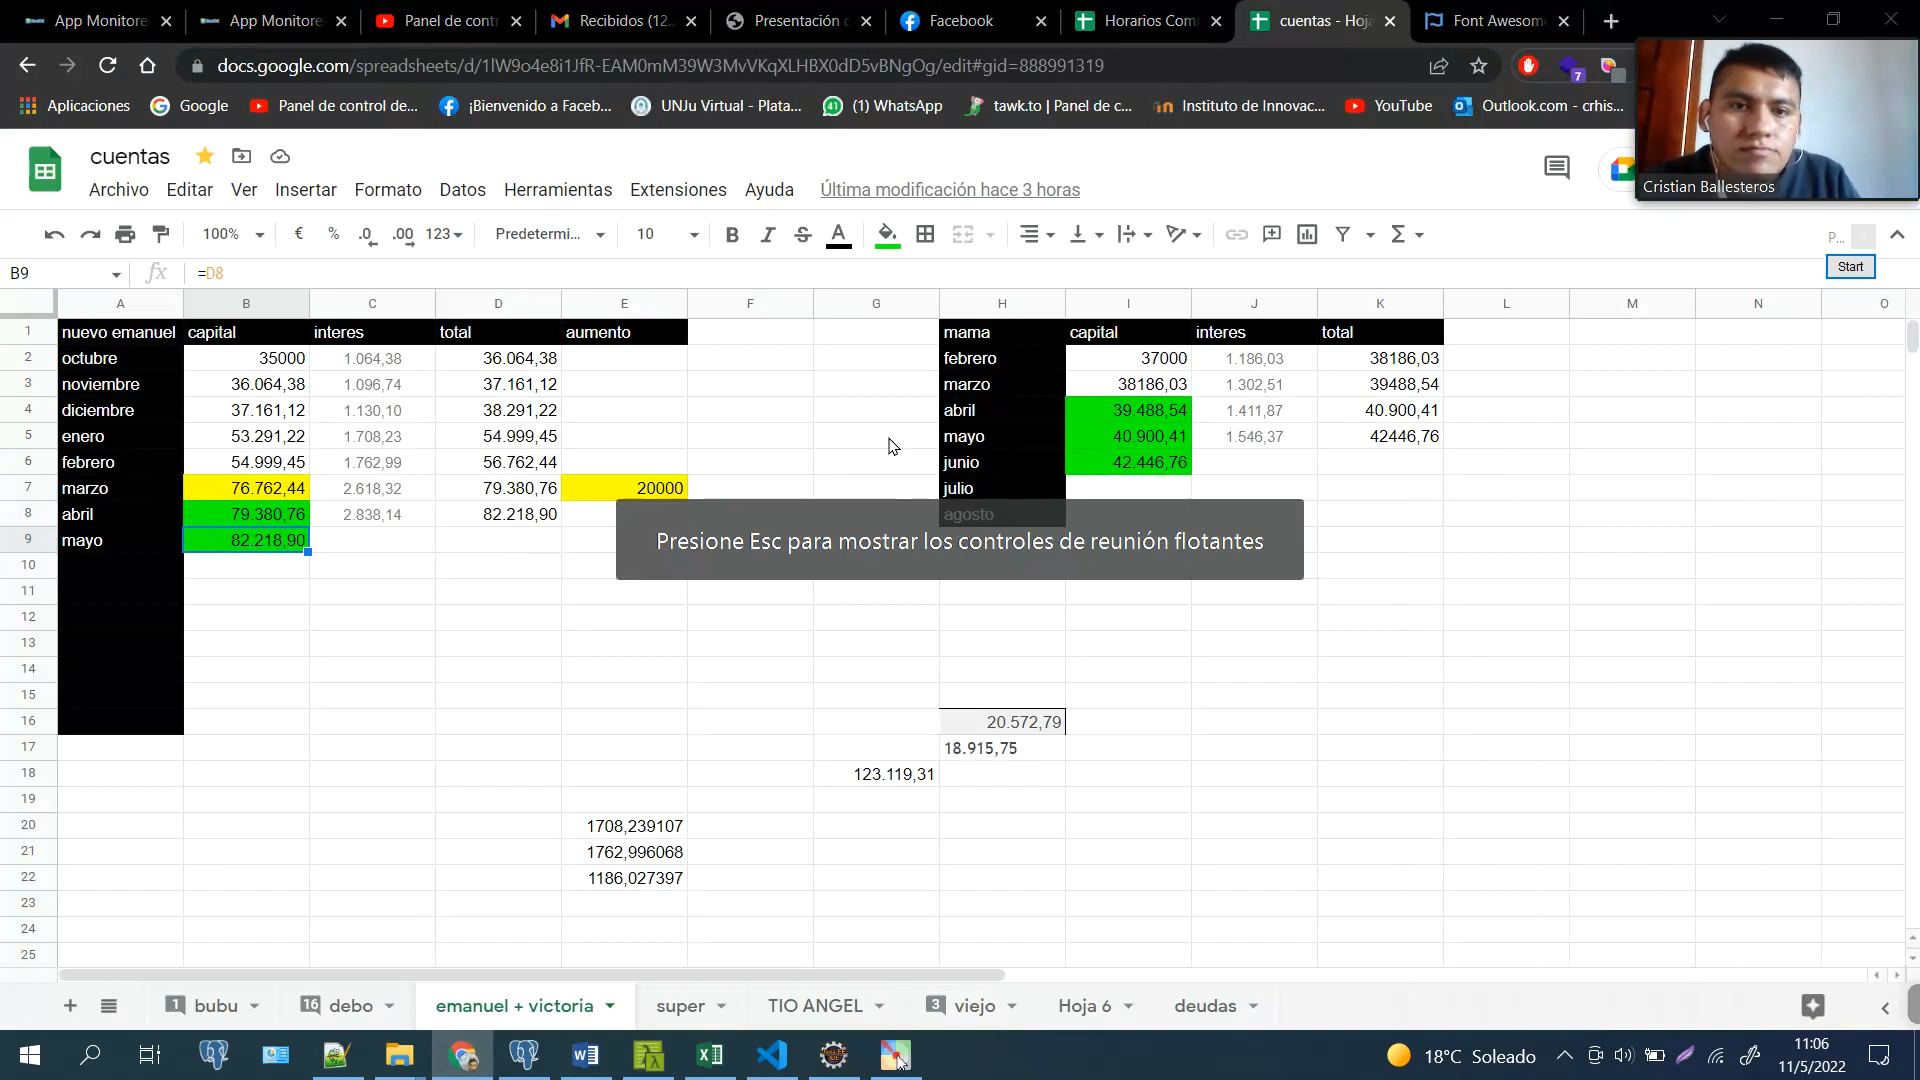 App Monitore App Monitore Panel de cont Recibidos (12. Presentación Facebook Horarios Com cuentas - Hoja Font Awesom
docs.google.com/spreadsheets/d/1lW9o4e8i1JfR-EAM0mM39W3MvVKqXLHBX0dD5vBNgOg/edit#gid=888991319
7
Aplicaciones Google Panel de control de... ¡Bienvenido a Faceb... UNJu Virtual - Plata... (1) WhatsApp tawk.to | Panel de c... Instituto de Innovac... YouTube Outlook.com - crhis...
Cristian Ballesteros
cuentas
Archivo Editar Ver Insertar Formato Datos Herramientas Extensiones Ayuda Última modificación hace 3 horas
100% € % .0 .00 123 Predetermi... 10 B I S A Σ P...
Start
B9 fx =D8
A B C D E F G H I J K L M N O
1 nuevo emanuel capital interes total aumento mama capital interes total
2 octubre 35000 1.064,38 36.064,38 febrero 37000 1.186,03 38186,03
3 noviembre 36.064,38 1.096,74 37.161,12 marzo 38186,03 1.302,51 39488,54
4 diciembre 37.161,12 1.130,10 38.291,22 abril 39.488,54 1.411,87 40.900,41
5 enero 53.291,22 1.708,23 54.999,45 mayo 40.900,41 1.546,37 42446,76
6 febrero 54.999,45 1.762,99 56.762,44 junio 42.446,76
7 marzo 76.762,44 2.618,32 79.380,76 20000 julio
8 abril 79.380,76 2.838,14 82.218,90 agosto
9 mayo 82.218,90
Presione Esc para mostrar los controles de reunión flotantes
10
11
12
13
14
15
16 20.572,79
17 18.915,75
18 123.119,31
19
20 1708,239107
21 1762,996068
22 1186,027397
23
24
25
+ 1 bubu 16 debo emanuel + victoria super TIO ANGEL 3 viejo Hoja 6 deudas
18°C Soleado 11:06
11/5/2022